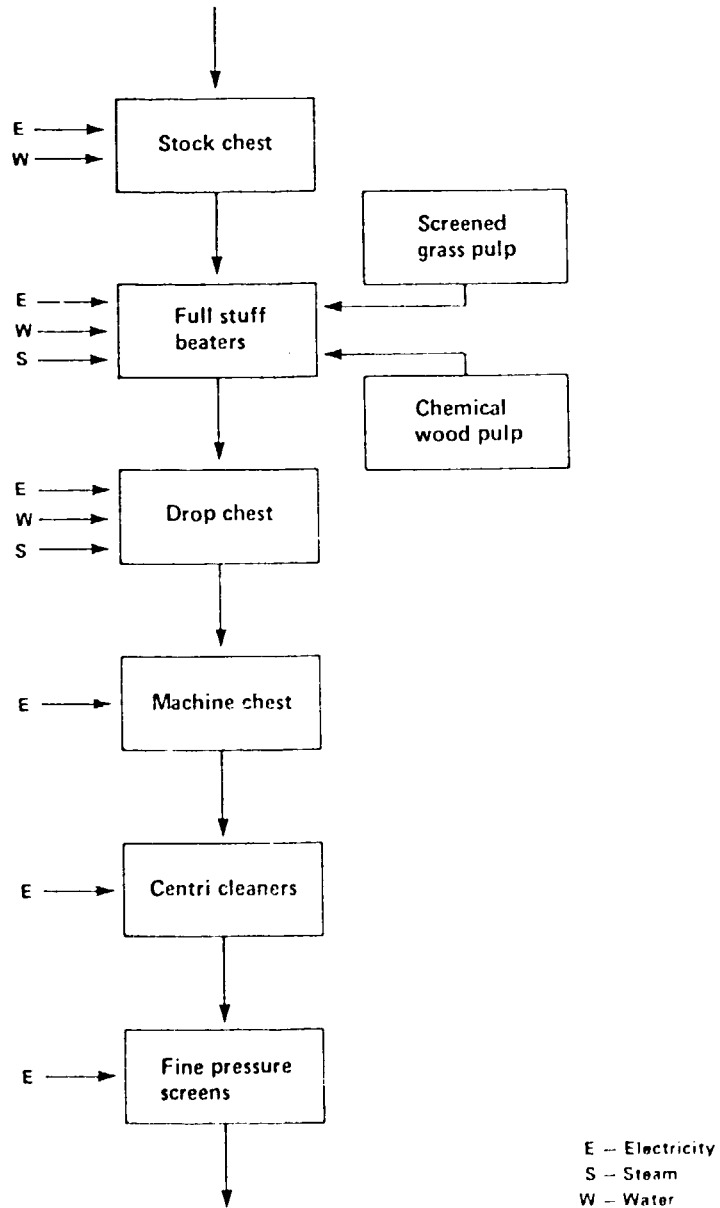 E
W
Stock chest
Screened
grass pulp
E
W
S
Full stuff
beaters
Chemical
wood pulp
E
W
S
Drop chest
E
Machine chest
E
Centri cleaners
E
Fine pressure
screens
E – Electricity
S – Steam
W – Water